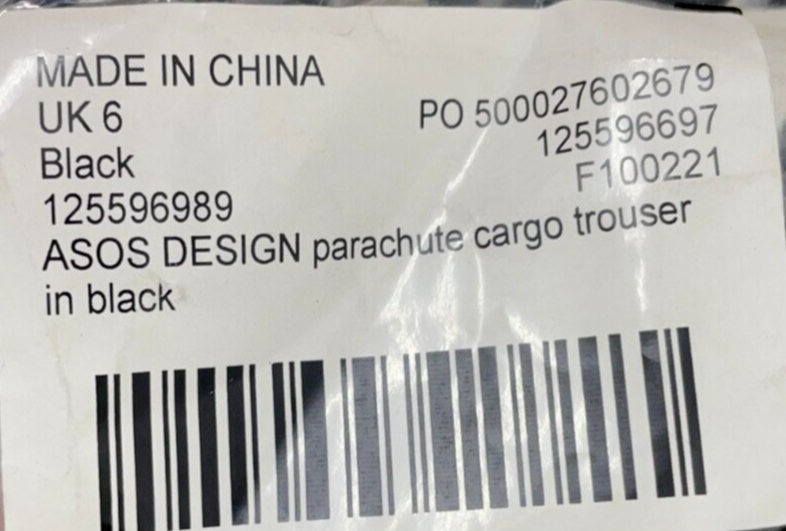 MADE IN CHINA
UK 6
PO 500027602679
Black
125596697
125596989
F100221
ASOS DESIGN parachute cargo trouser
in black